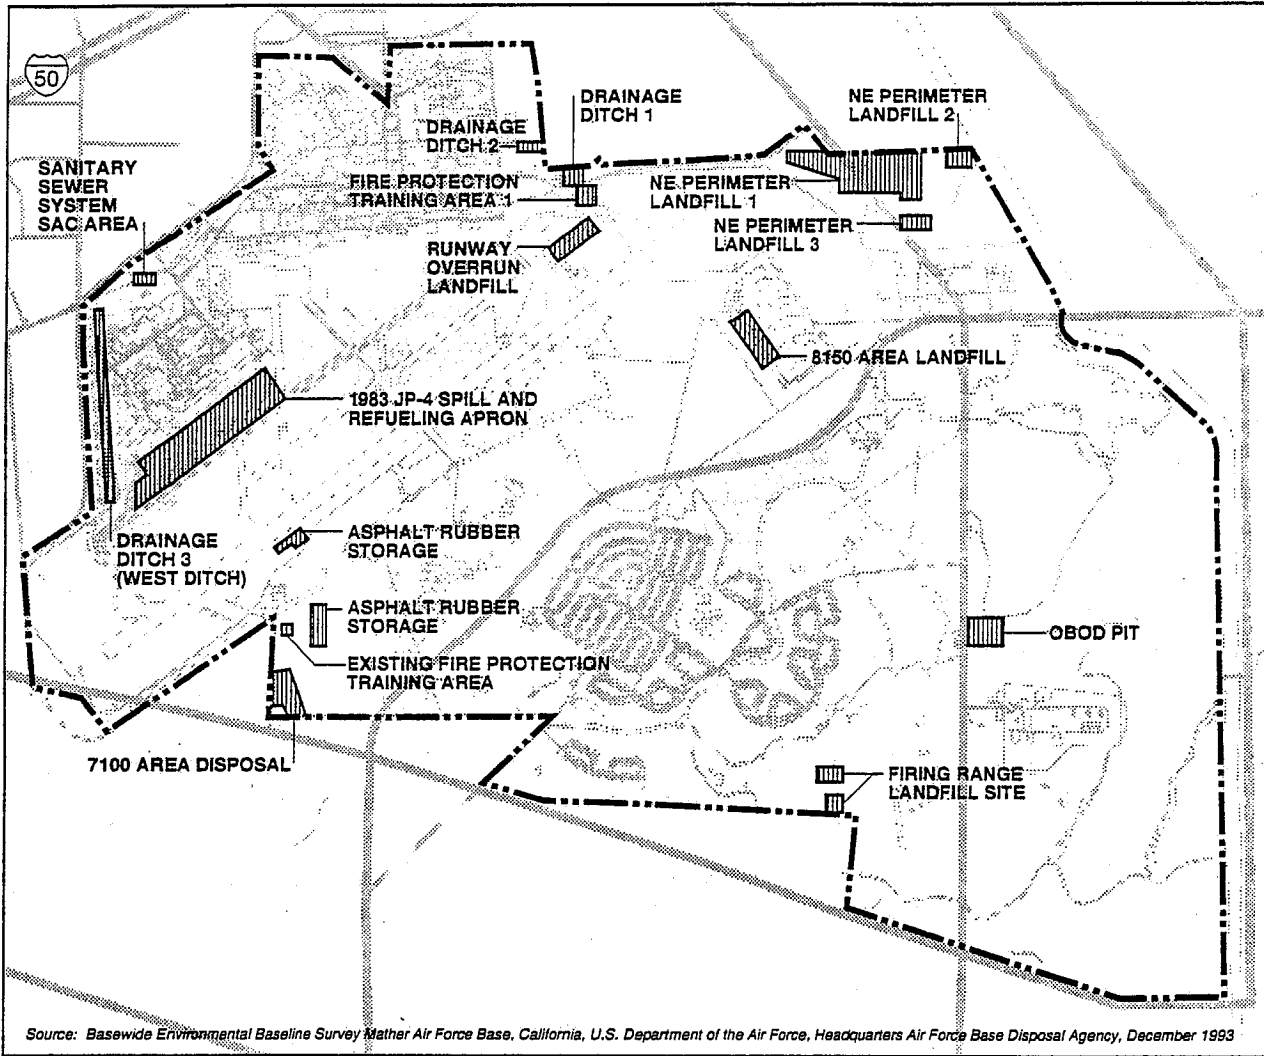 50
DRAINAGE
DITCH 1
NE PERIMETER
LANDFILL 2
DRAINAGE
DITCH 2
SANITARY
SEWER
SYSTEM
SAC AREA
FIRE PROTECTION
TRAINING AREA 1
NE PERIMETER
LANDFILL 1
NE PERIMETER
LANDFILL 3
RUNWAY
OVERRUN
LANDFILL
8150 AREA LANDFILL
1983 JP-4 SPILL AND
REFUELING APRON
DRAINAGE
DITCH 3
(WEST DITCH)
ASPHALT RUBBER
STORAGE
ASPHALT RUBBER
STORAGE
OBOD PIT
EXISTING FIRE PROTECTION
TRAINING AREA
7100 AREA DISPOSAL
FIRING RANGE
LANDFILL SITE
Source: Basewide Environmental Baseline Survey Mather Air Force Base, California, U.S. Department of the Air Force, Headquarters Air Force Base Disposal Agency, December 1993